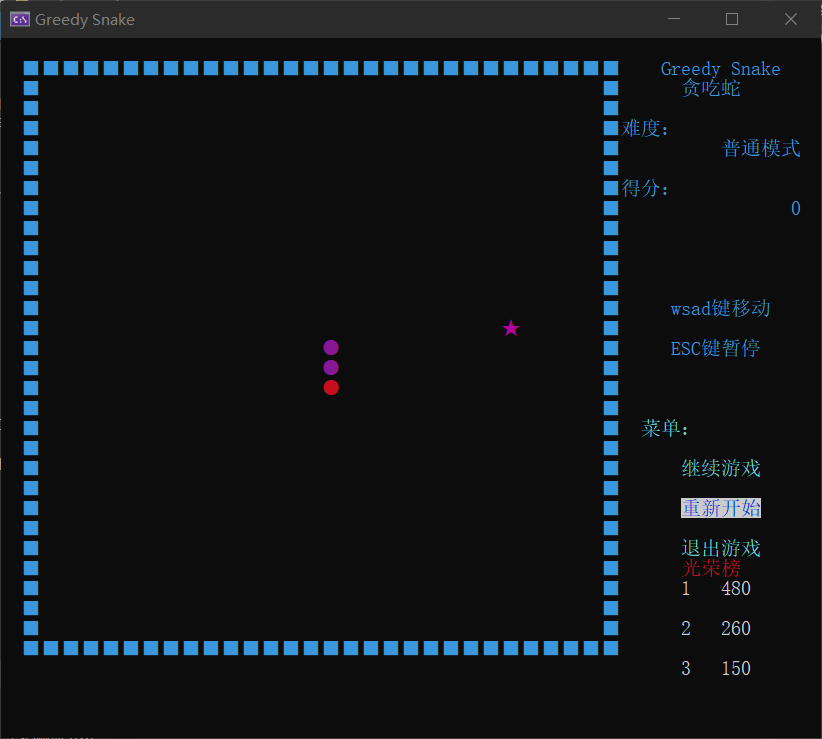 Greedy Snake
Greedy Snake
贪吃蛇
难度：
普通模式
得分：
0
wsad键移动
ESC键暂停
菜单：
继续游戏
重新开始
退出游戏
光荣榜
1 480
2 260
3 150